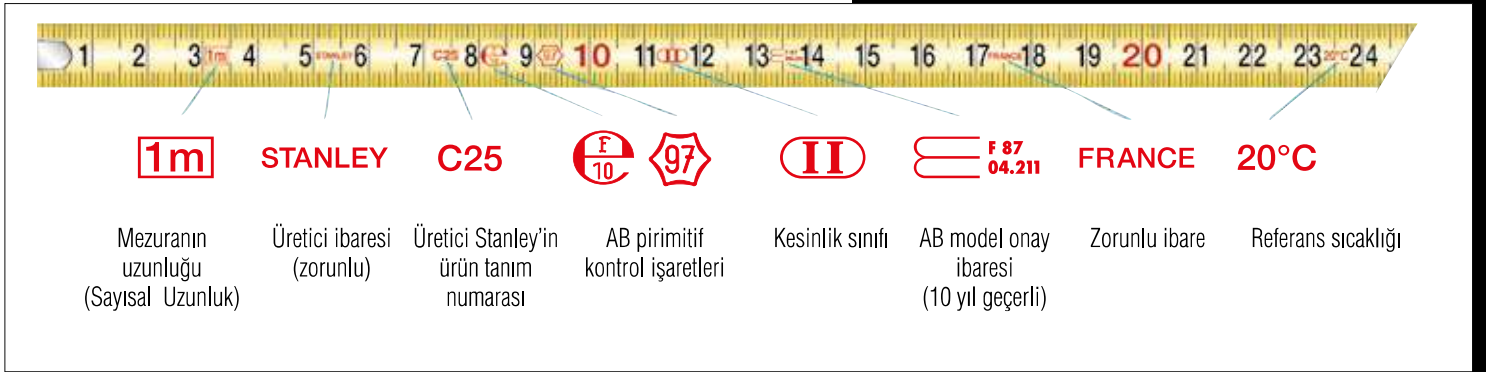 1 2 3 1m 4 5 STANLEY 6 7 C25 8 9 97 10 11 II 12 13 14 15 16 17 FRANCE 18 19 20 21 22 23 20°C 24
1m STANLEY C25 f 10 97 II F 87 04.211 FRANCE 20°C
Mezuranın
uzunluğu
(Sayısal Uzunluk)
Üretici ibaresi
(zorunlu)
Üretici Stanley'in
ürün tanım
numarası
AB pirimitif
kontrol işaretleri
Kesinlik sınıfı
AB model onay
ibaresi
(10 yıl geçerli)
Zorunlu ibare
Referans sıcaklığı